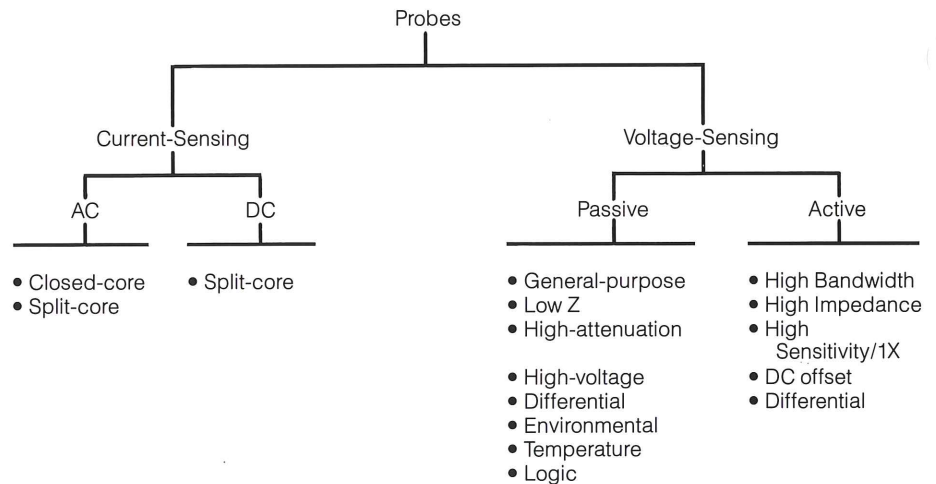 Probes
Current-Sensing
Voltage-Sensing
AC
DC
Passive
Active
• Closed-core
• Split-core
• Split-core
• General-purpose
• Low Z
• High-attenuation
• High-voltage
• Differential
• Environmental
• Temperature
• Logic
• High Bandwidth
• High Impedance
• High
Sensitivity/1X
• DC offset
• Differential